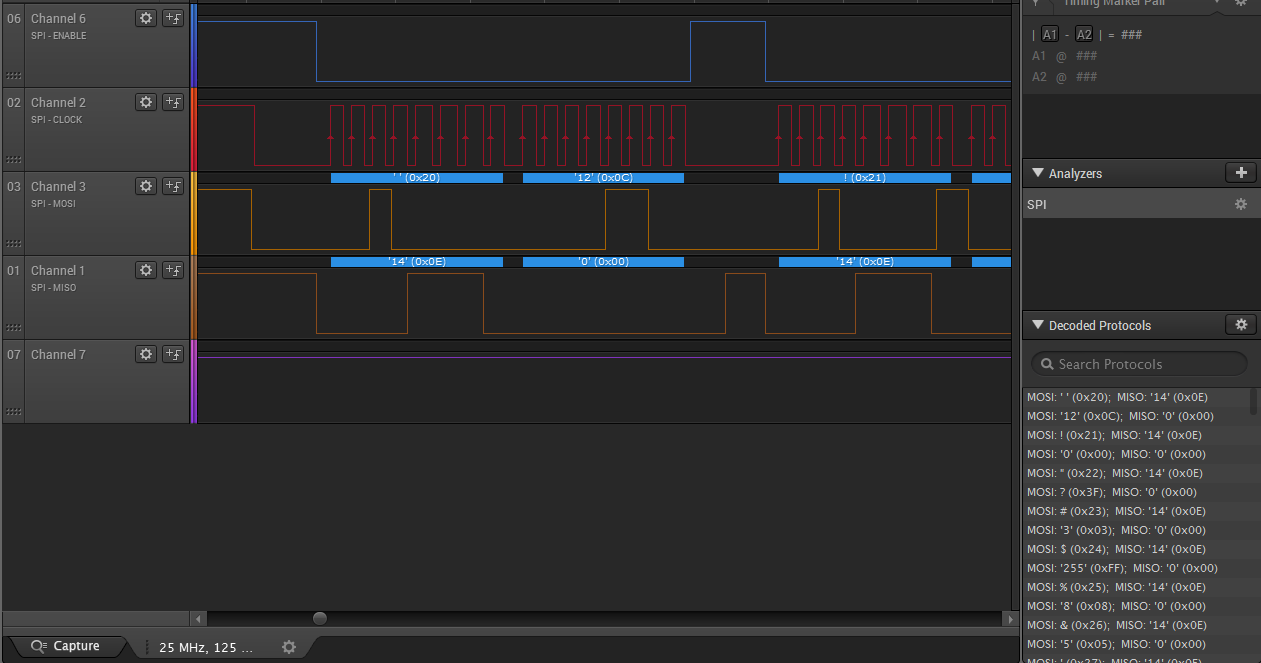 06 Channel 6
SPI - ENABLE
02 Channel 2
SPI - CLOCK
' ' (0x20) '12' (0x0C) ! (0x21)
03 Channel 3
SPI - MOSI
'14' (0x0E) '0' (0x00) '14' (0x0E)
01 Channel 1
SPI - MISO
07 Channel 7
Capture
25 MHz, 125 ...
Timing Marker Pair
| A1 - A2 | = ###
A1 @ ###
A2 @ ###
Analyzers
SPI
Decoded Protocols
Search Protocols
MOSI: ' ' (0x20); MISO: '14' (0x0E)
MOSI: '12' (0x0C); MISO: '0' (0x00)
MOSI: ! (0x21); MISO: '14' (0x0E)
MOSI: '0' (0x00); MISO: '0' (0x00)
MOSI: " (0x22); MISO: '14' (0x0E)
MOSI: ? (0x3F); MISO: '0' (0x00)
MOSI: # (0x23); MISO: '14' (0x0E)
MOSI: '3' (0x03); MISO: '0' (0x00)
MOSI: $ (0x24); MISO: '14' (0x0E)
MOSI: '255' (0xFF); MISO: '0' (0x00)
MOSI: % (0x25); MISO: '14' (0x0E)
MOSI: '8' (0x08); MISO: '0' (0x00)
MOSI: & (0x26); MISO: '14' (0x0E)
MOSI: '5' (0x05); MISO: '0' (0x00)
MOSI: ' (0x27); MISO: '14' (0x0E)